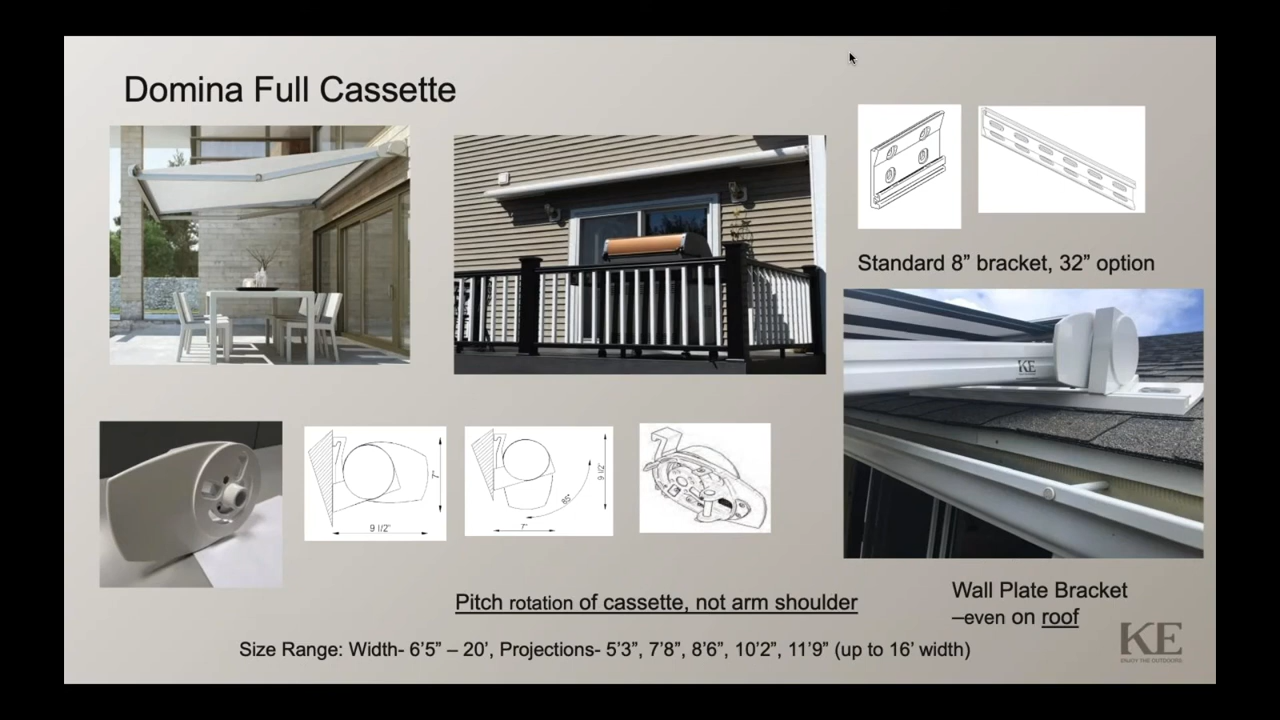 Domina Full Cassette
Standard 8” bracket, 32” option
KE
7"
9 1/2"
9 1/2"
85°
7"
Pitch rotation of cassette, not arm shoulder
Wall Plate Bracket
–even on roof
Size Range: Width- 6’5” – 20’, Projections- 5’3”, 7’8”, 8’6”, 10’2”, 11’9” (up to 16’ width)
KE
ENJOY THE OUTDOORS